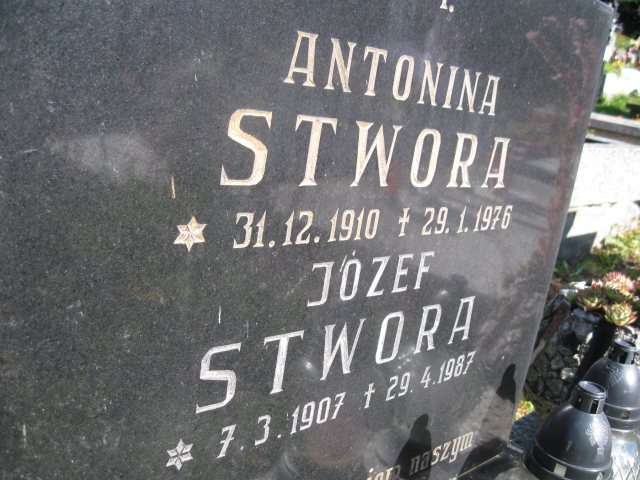 ANTONINA
STWORA
31.12.1910 ✝ 29.1.1976
JÓZEF
STWORA
7.3.1907 ✝ 29.4.1987
naszym